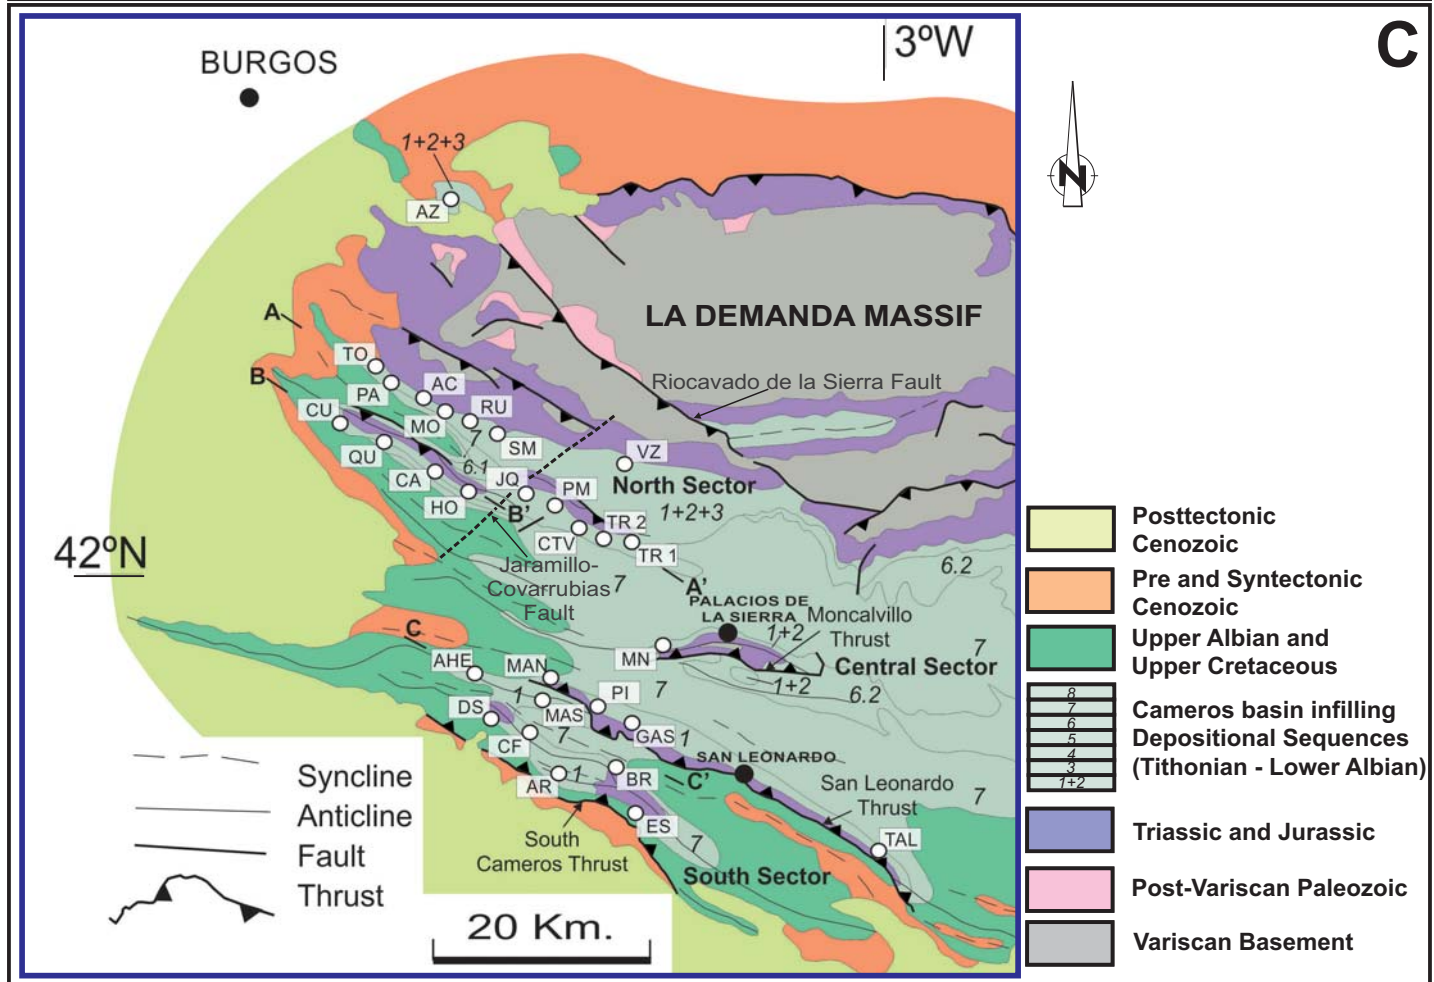 C
BURGOS
3ºW
N
1+2+3
AZ
LA DEMANDA MASSIF
A
TO
B
PA
AC
Riocavado de la Sierra Fault
CU
MO
RU
7
SM
QU
6.1
VZ
CA
JQ
North Sector
HO
PM
B'
1+2+3
TR 2
CTV
TR 1
42ºN
Jaramillo-
Covarrubias
Fault
7
6.2
A'
PALACIOS DE
LA SIERRA
Moncalvillo
Thrust
1+2
C
7
AHE
MAN
MN
Central Sector
1+2
6.2
1
PI
7
DS
MAS
7
GAS
1
CF
SAN LEONARDO
BR
C'
AR
1
San Leonardo
Thrust
7
ES
South
Cameros Thrust
7
TAL
South Sector
Syncline
Anticline
Fault
Thrust
20 Km.
Posttectonic
Cenozoic
Pre and Syntectonic
Cenozoic
Upper Albian and
Upper Cretaceous
8
7
6
5
4
3
1+2
Cameros basin infilling
Depositional Sequences
(Tithonian - Lower Albian)
Triassic and Jurassic
Post-Variscan Paleozoic
Variscan Basement